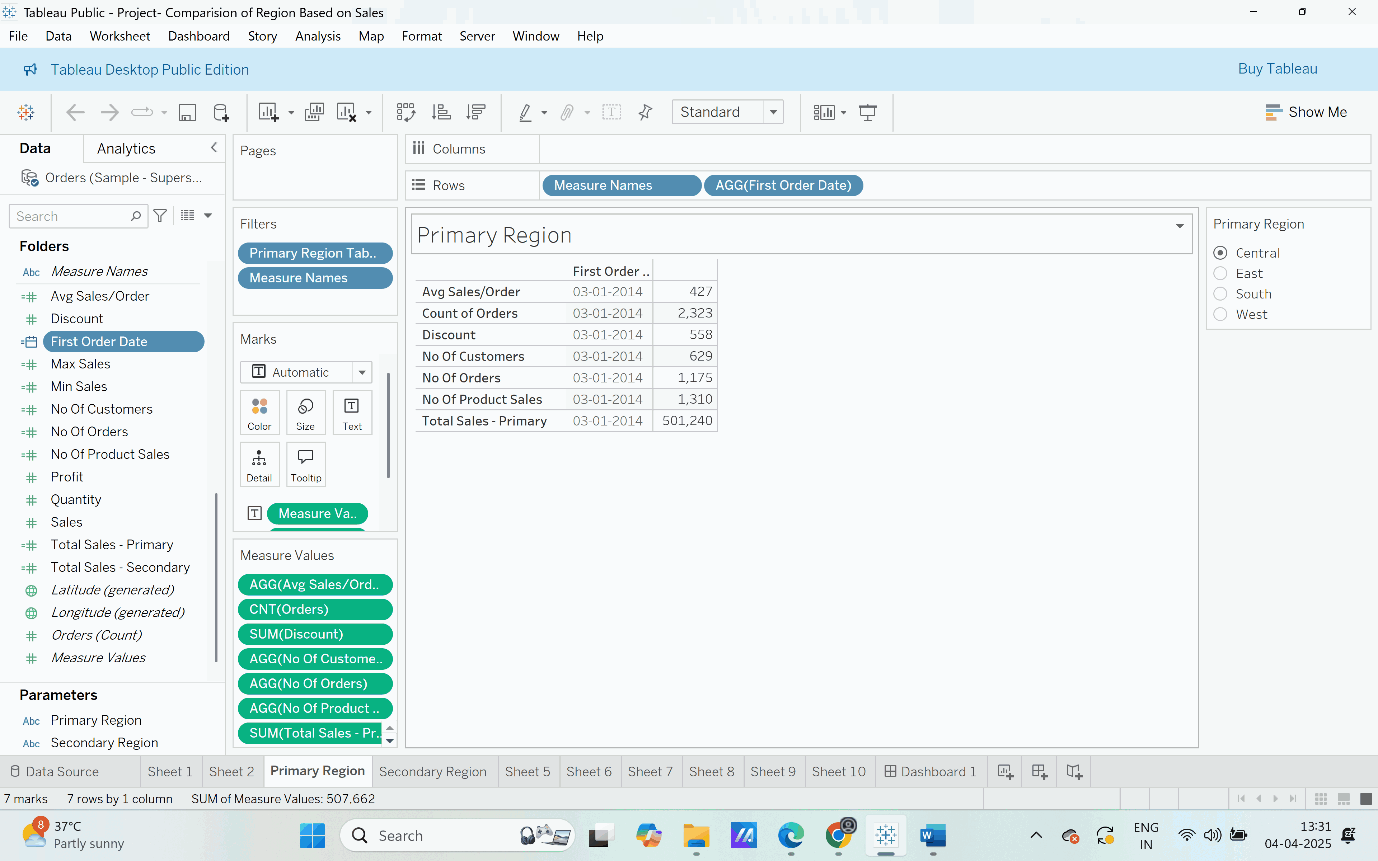 Tableau Public - Project- Comparision of Region Based on Sales
File Data Worksheet Dashboard Story Analysis Map Format Server Window Help
Tableau Desktop Public Edition
Buy Tableau
Standard
Show Me
Data
Analytics
Orders (Sample - Supers...
Search
Folders
Abc Measure Names
Avg Sales/Order
Discount
First Order Date
Max Sales
Min Sales
No Of Customers
No Of Orders
No Of Product Sales
Profit
Quantity
Sales
Total Sales - Primary
Total Sales - Secondary
Latitude (generated)
Longitude (generated)
Orders (Count)
Measure Values
Parameters
Abc Primary Region
Abc Secondary Region
Pages
Filters
Primary Region Tab..
Measure Names
Marks
Automatic
Color Size Text
Detail Tooltip
Measure Va..
Measure Values
AGG(Avg Sales/Ord..
CNT(Orders)
SUM(Discount)
AGG(No Of Custome..
AGG(No Of Orders)
AGG(No Of Product ..
SUM(Total Sales - Pr..
Columns
Rows Measure Names AGG(First Order Date)
Primary Region
First Order ..
Avg Sales/Order 03-01-2014 427
Count of Orders 03-01-2014 2,323
Discount 03-01-2014 558
No Of Customers 03-01-2014 629
No Of Orders 03-01-2014 1,175
No Of Product Sales 03-01-2014 1,310
Total Sales - Primary 03-01-2014 501,240
Primary Region
Central
East
South
West
Data Source Sheet 1 Sheet 2 Primary Region Secondary Region Sheet 5 Sheet 6 Sheet 7 Sheet 8 Sheet 9 Sheet 10 Dashboard 1
7 marks 7 rows by 1 column SUM of Measure Values: 507,662
8
37°C
Partly sunny
Search
ENG
IN
13:31
04-04-2025